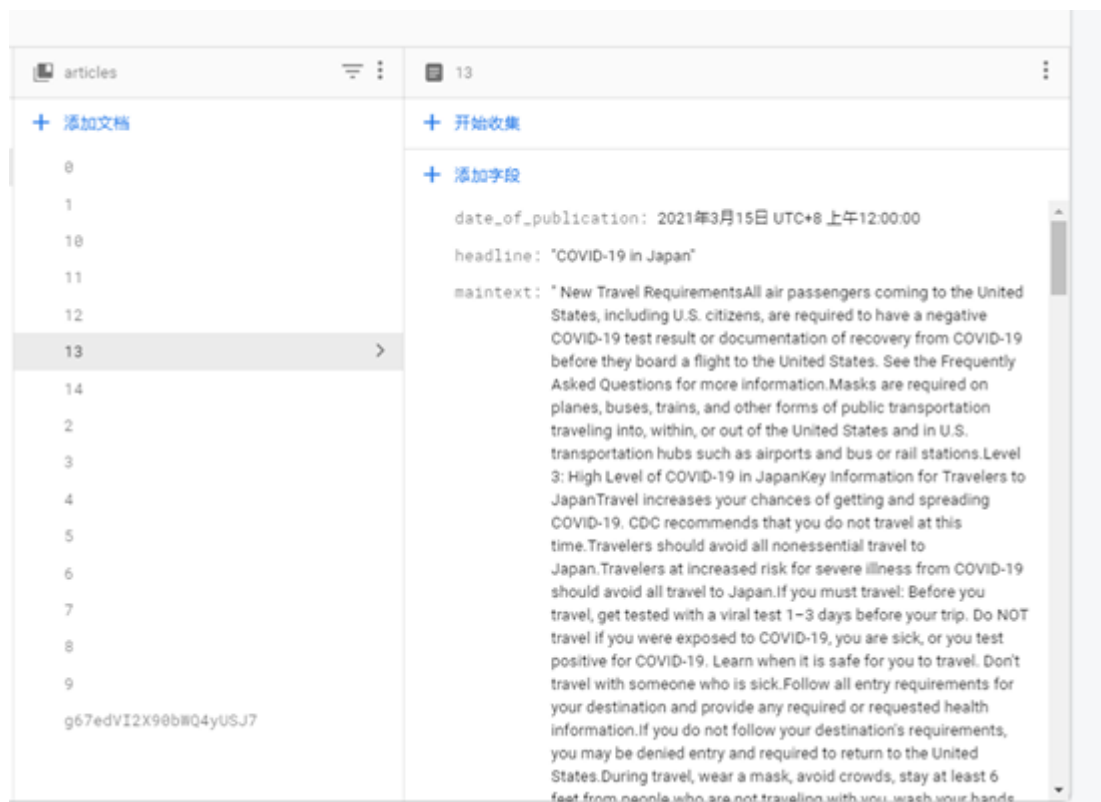 articles
添加文档
0
1
10
11
12
13
14
2
3
4
5
6
7
8
9
g67edVI2X90bWQ4yUSJ7
13
开始收集
添加字段
date_of_publication: 2021年3月15日 UTC+8 上午12:00:00
headline: "COVID-19 in Japan"
maintext: " New Travel RequirementsAll air passengers coming to the United
States, including U.S. citizens, are required to have a negative
COVID-19 test result or documentation of recovery from COVID-19
before they board a flight to the United States. See the Frequently
Asked Questions for more information.Masks are required on
planes, buses, trains, and other forms of public transportation
traveling into, within, or out of the United States and in U.S.
transportation hubs such as airports and bus or rail stations.Level
3: High Level of COVID-19 in JapanKey Information for Travelers to
JapanTravel increases your chances of getting and spreading
COVID-19. CDC recommends that you do not travel at this
time.Travelers should avoid all nonessential travel to
Japan.Travelers at increased risk for severe illness from COVID-19
should avoid all travel to Japan.If you must travel: Before you
travel, get tested with a viral test 1–3 days before your trip. Do NOT
travel if you were exposed to COVID-19, you are sick, or you test
positive for COVID-19. Learn when it is safe for you to travel. Don't
travel with someone who is sick.Follow all entry requirements for
your destination and provide any required or requested health
information.If you do not follow your destination's requirements,
you may be denied entry and required to return to the United
States.During travel, wear a mask, avoid crowds, stay at least 6
feet from people who are not traveling with you, wash your hands